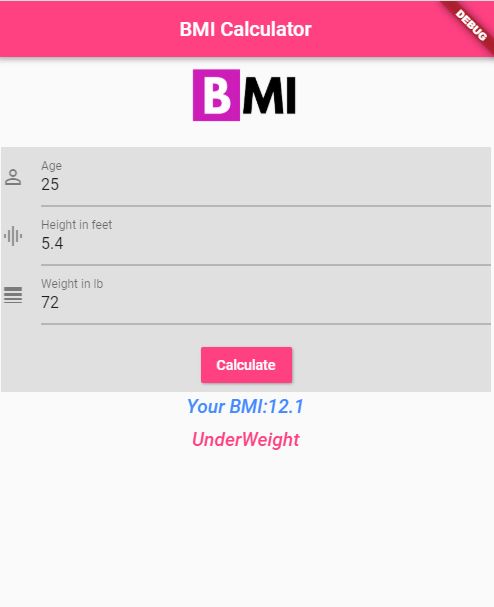 BMI Calculator
DEBUG
BMI
Age
25
Height in feet
5.4
Weight in lb
72
Calculate
Your BMI:12.1
UnderWeight